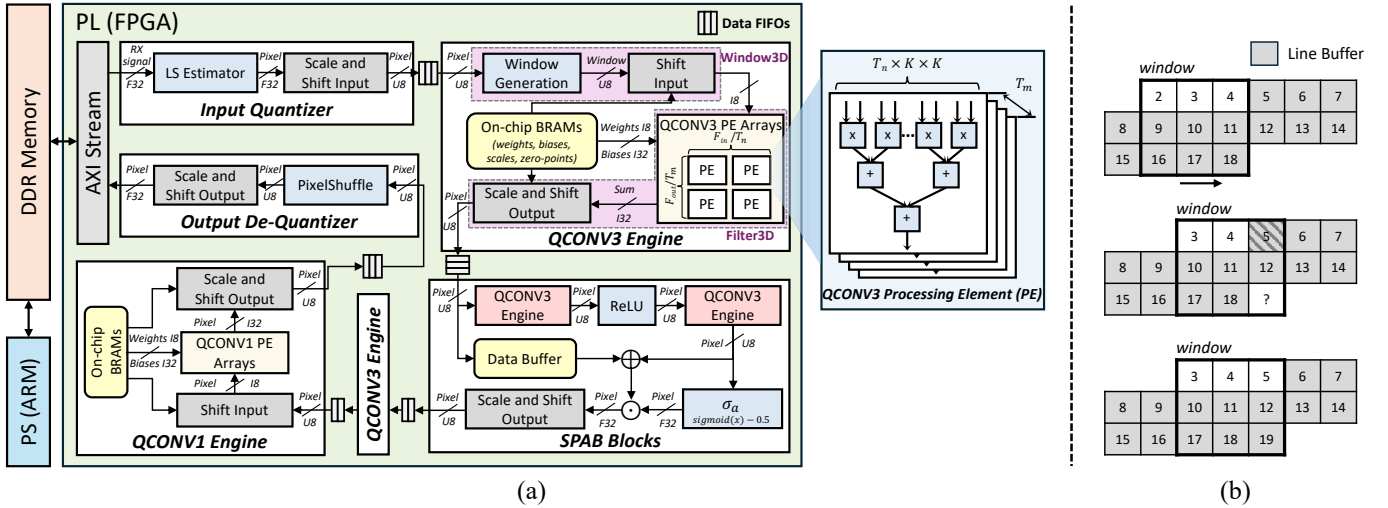 DDR Memory
PS (ARM)
PL (FPGA)
AXI Stream
Data FIFOs
RX
signal
F32
LS Estimator
Pixel
F32
Scale and
Shift Input
Pixel
U8
Input Quantizer
Pixel
F32
Scale and
Shift Output
Pixel
U8
PixelShuffle
Pixel
U8
Output De-Quantizer
Pixel
U8
Window
Generation
Window
U8
Shift
Input
Window3D
I8
On-chip BRAMs
(weights, biases,
scales, zero-points)
Weights I8
Biases I32
QCONV3 PE Arrays
F_in/T_n
F_out/T_m
PE
PE
PE
PE
Pixel
U8
Scale and Shift
Output
Sum
I32
Filter3D
QCONV3 Engine
T_n × K × K
T_m
x
x
...
x
x
+
+
+
QCONV3 Processing Element (PE)
On-chip
BRAMs
Scale and
Shift Output
Pixel
U8
Pixel
I32
Weights I8
Biases I32
QCONV1 PE
Arrays
Pixel
I8
Shift Input
Pixel
U8
QCONV1 Engine
QCONV3 Engine
Pixel
U8
QCONV3
Engine
Pixel
U8
ReLU
Pixel
U8
QCONV3
Engine
Pixel
U8
Data Buffer
Pixel
U8
Scale and Shift
Output
Pixel
F32
Pixel
F32
σ_a
sigmoid(x) − 0.5
SPAB Blocks
(a)
Line Buffer
window
2 3 4 5 6 7
8 9 10 11 12 13 14
15 16 17 18
window
3 4 5 6 7
8 9 10 11 12 13 14
15 16 17 18 ?
window
3 4 5 6 7
8 9 10 11 12 13 14
15 16 17 18 19
(b)